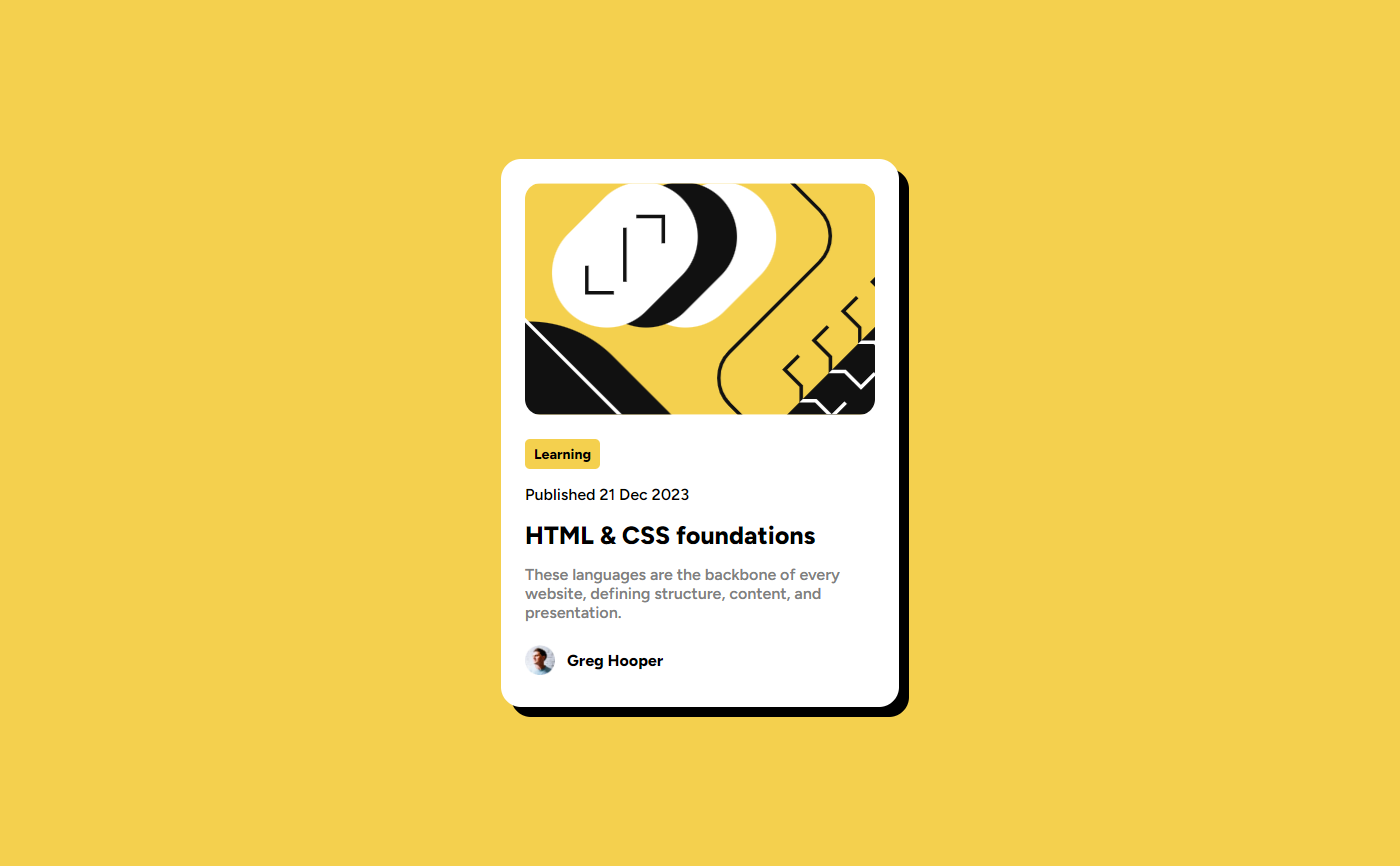 Learning
Published 21 Dec 2023
HTML & CSS foundations
These languages are the backbone of every
website, defining structure, content, and
presentation.
Greg Hooper